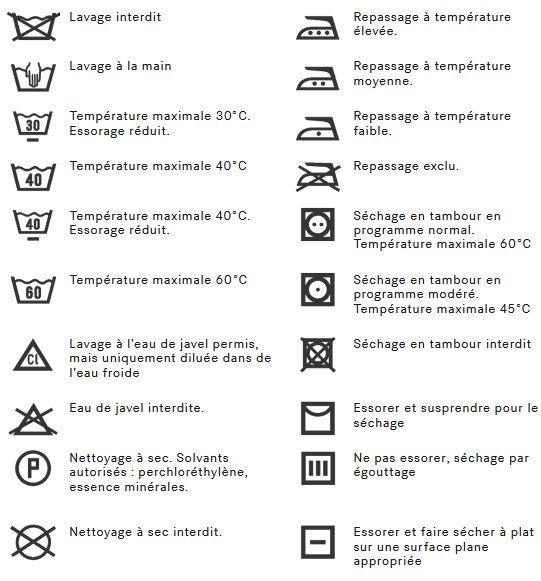 Lavage interdit
Lavage à la main
30
Température maximale 30°C.
Essorage réduit.
40
Température maximale 40°C
40
Température maximale 40°C.
Essorage réduit.
60
Température maximale 60°C
Cl
Lavage à l'eau de javel permis,
mais uniquement diluée dans de
l'eau froide
Eau de javel interdite.
P
Nettoyage à sec. Solvants
autorisés : perchloréthylène,
essence minérales.
Nettoyage à sec interdit.
Repassage à température
élevée.
Repassage à température
moyenne.
Repassage à température
faible.
Repassage exclu.
Séchage en tambour en
programme normal.
Température maximale 60°C
Séchage en tambour en
programme modéré.
Température maximale 45°C
Séchage en tambour interdit
Essorer et susprendre pour le
séchage
Ne pas essorer, séchage par
égouttage
Essorer et faire sécher à plat
sur une surface plane
appropriée